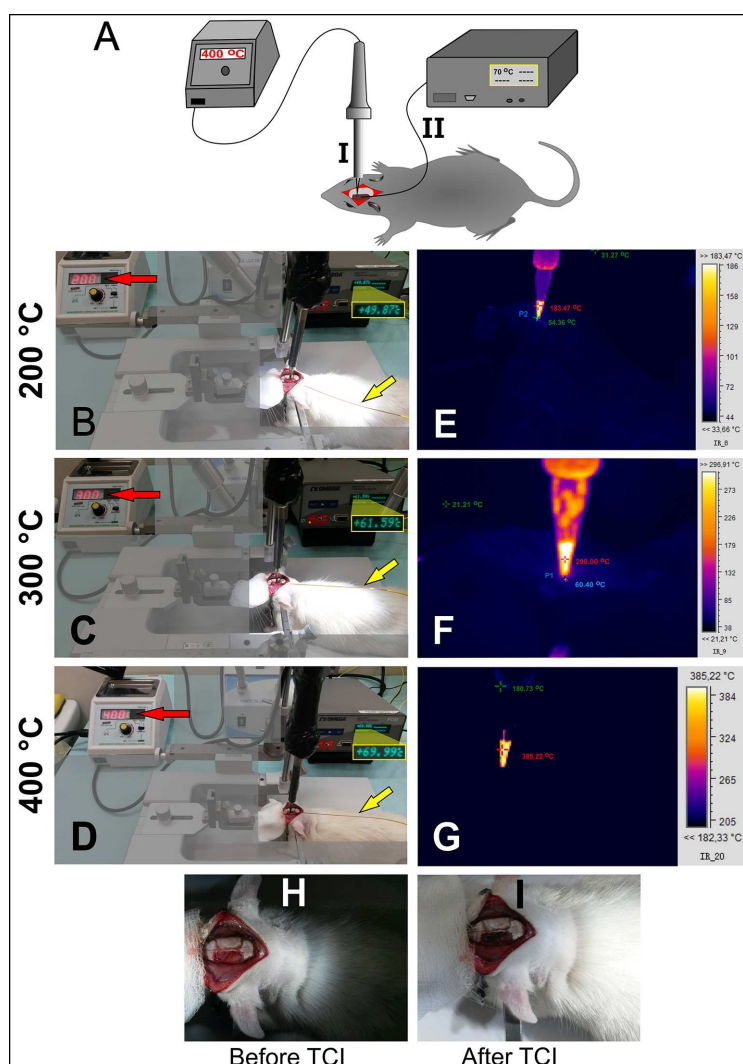 A
400 °C
70 °C ----
---- ----
I
II
200 °C
200
+49.87°C
B
31.27 °C
183.47 °C
P2
54.36 °C
E
>> 183,47 °C
186
158
129
101
72
44
<< 33,66 °C
IR_8
300 °C
300
ΩOMEGA
+61.59°C
C
21.21 °C
298.00 °C
P1
60.40 °C
F
>> 296,91 °C
273
226
179
132
85
38
<< 21,21 °C
IR_9
400 °C
400
ΩOMEGA
+69.99°C
D
180.73 °C
385.22 °C
G
385,22 °C
384
324
265
205
<< 182,33 °C
IR_20
H
I
Before TCI
After TCI